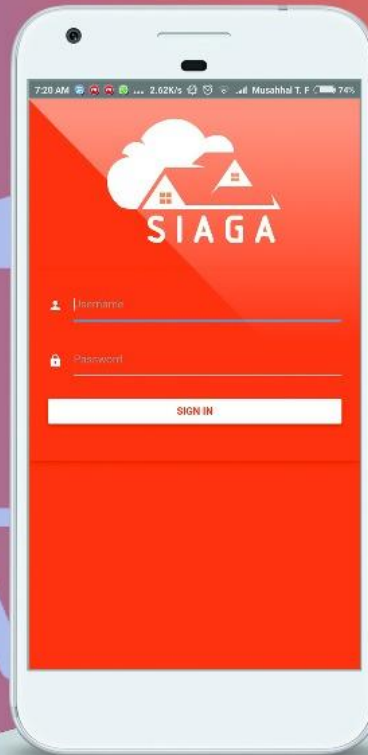 7:20 AM ... 2.62K/s Musahhal T. F 74%
SIAGA
Username
Password
SIGN IN